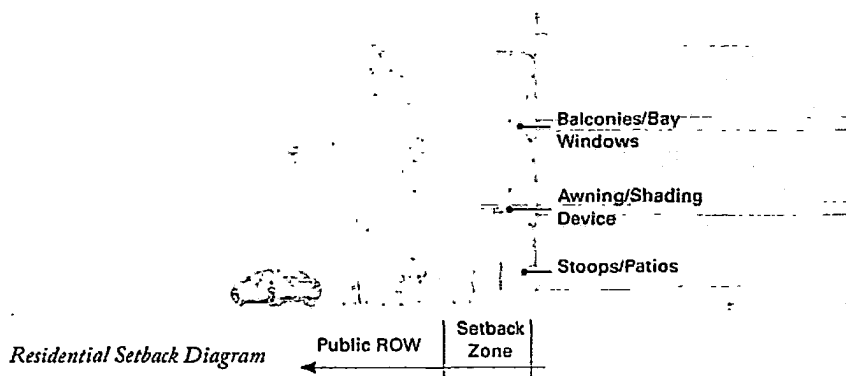 Balconies/Bay
Windows
Awning/Shading
Device
Stoops/Patios
Residential Setback Diagram
Public ROW
Setback
Zone